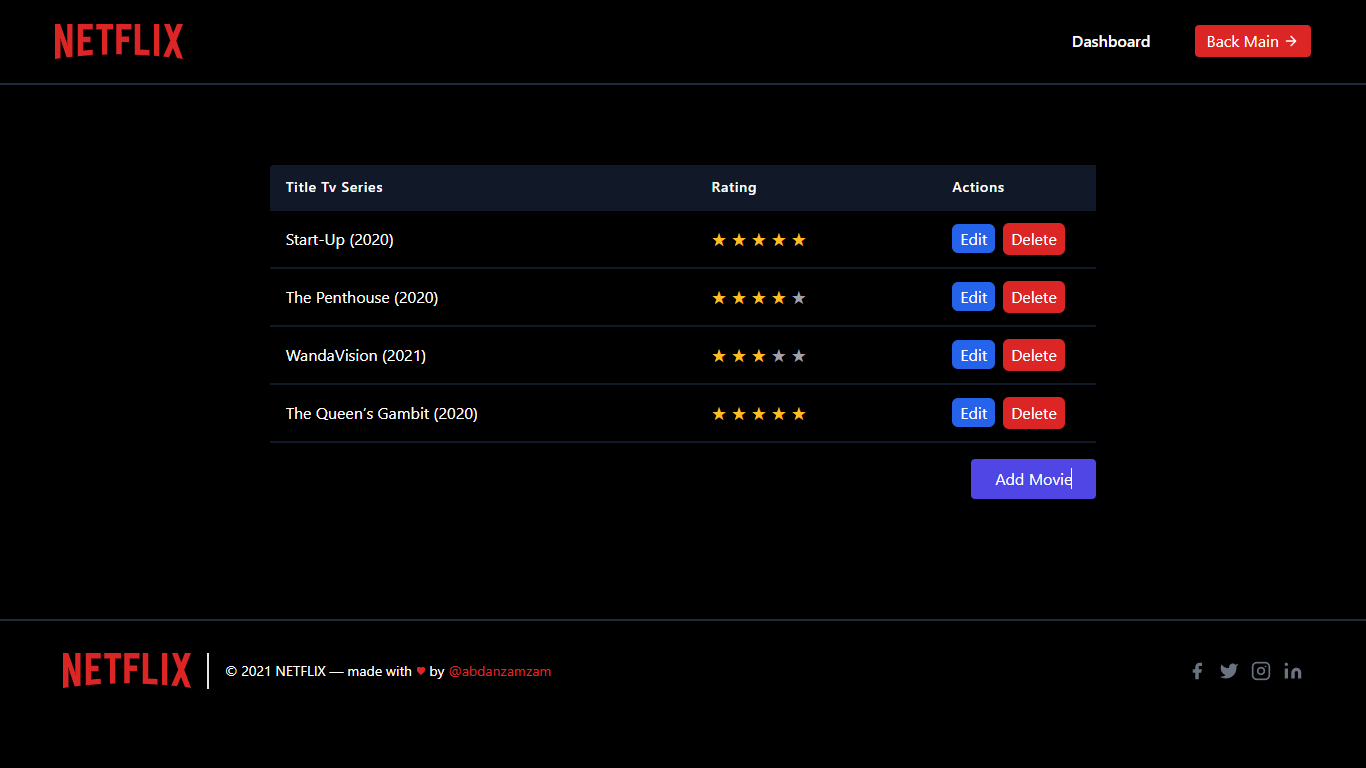 NETFLIX
Dashboard
Back Main →
Title Tv Series Rating Actions
Start-Up (2020) ★ ★ ★ ★ ★ Edit Delete
The Penthouse (2020) ★ ★ ★ ★ ★ Edit Delete
WandaVision (2021) ★ ★ ★ ★ ★ Edit Delete
The Queen’s Gambit (2020) ★ ★ ★ ★ ★ Edit Delete
Add Movie
NETFLIX
© 2021 NETFLIX — made with ♥ by @abdanzamzam